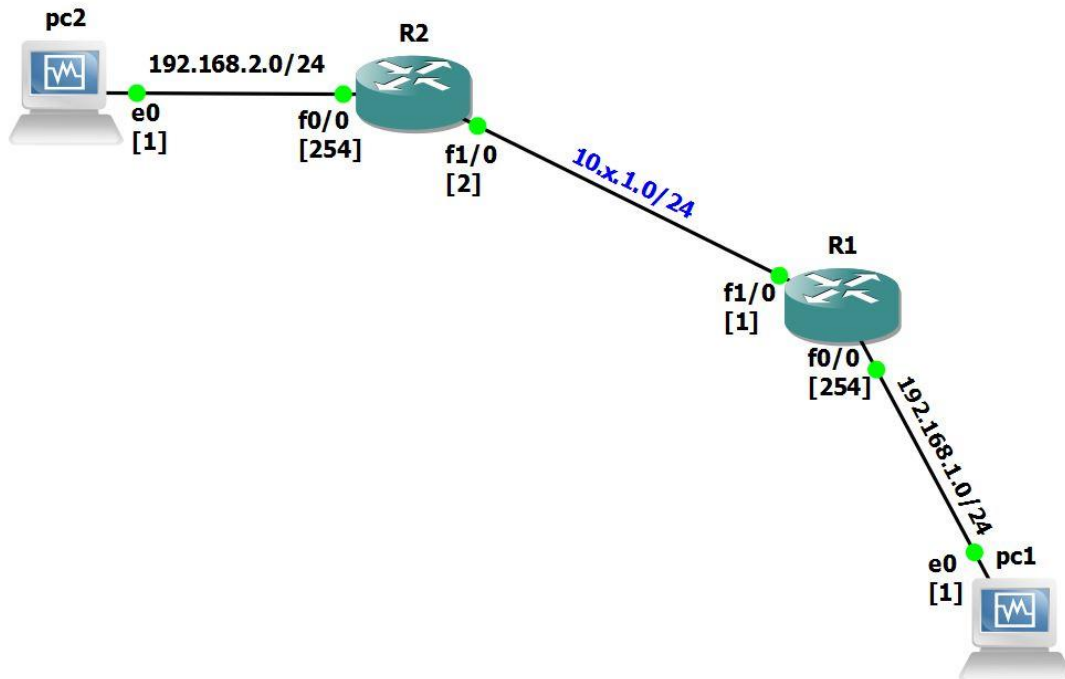 pc2
R2
192.168.2.0/24
e0
[1]
f0/0
[254]
f1/0
[2]
10.x.1.0/24
R1
f1/0
[1]
f0/0
[254]
192.168.1.0/24
e0
[1]
pc1